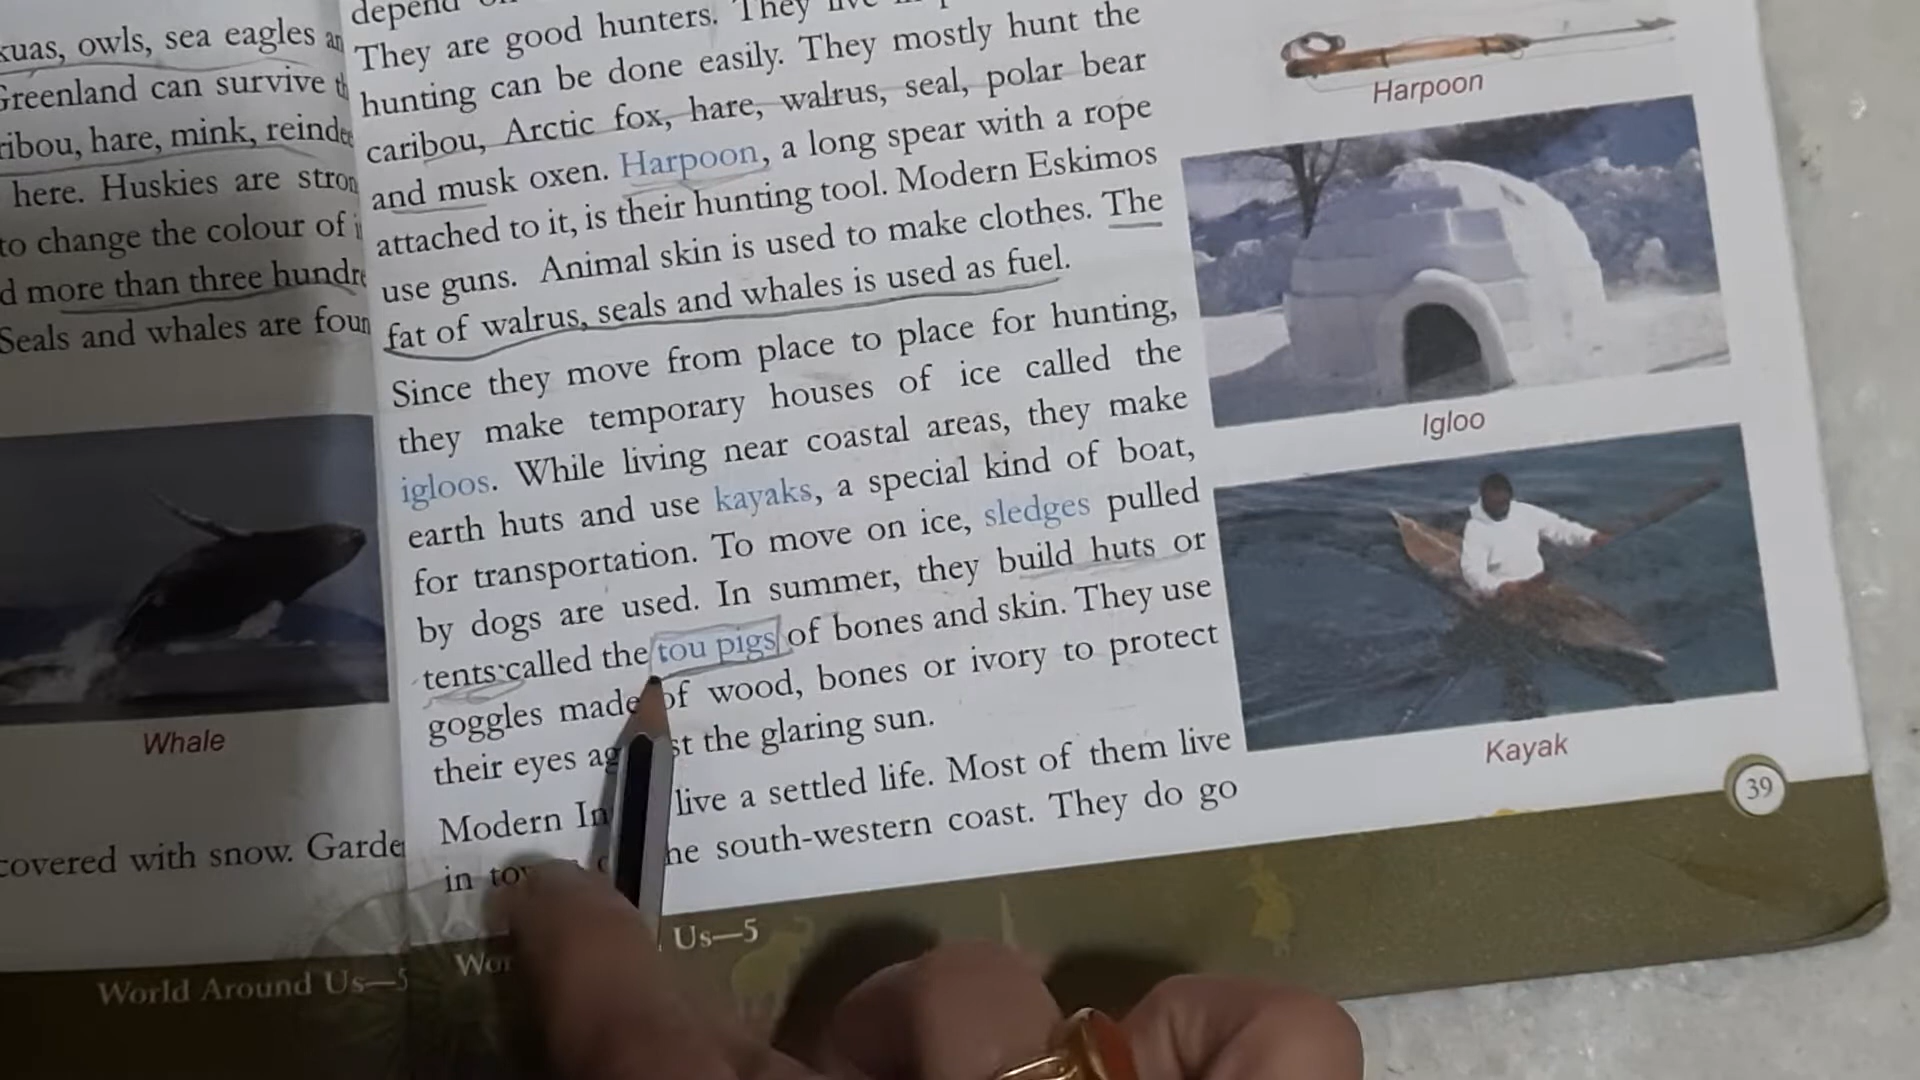 kuas, owls, sea eagles
Greenland can survive
ribou, hare, mink,
here. Huskies are
to change the colour of
d more than three
Seals and whales are
Whale
covered with snow.
World Around Us—5
depend
They are good hunters. They
hunting can be done easily. They mostly hunt the
caribou, Arctic fox, hare, walrus, seal, polar bear
and musk oxen. Harpoon, a long spear with a rope
attached to it, is their hunting tool. Modern Eskimos
use guns. Animal skin is used to make clothes. The
fat of walrus, seals and whales is used as fuel.
Since they move from place to place for hunting,
they make temporary houses of ice called the
igloos. While living near coastal areas, they make
earth huts and use kayaks, a special kind of boat,
for transportation. To move on ice, sledges pulled
by dogs are used. In summer, they build huts or
tents called the tou pigs of bones and skin. They use
goggles made of wood, bones or ivory to protect
their eyes st the glaring sun.
Modern live a settled life. Most of them live
in south-western coast. They do go
Us—5
Harpoon
Igloo
Kayak
39